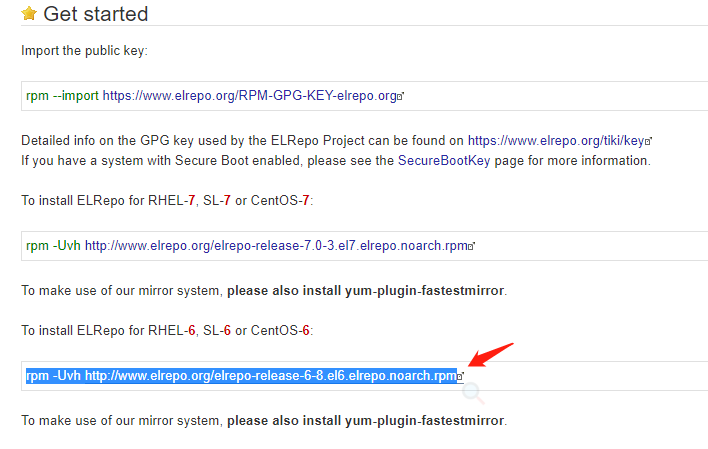 Get started
Import the public key:
rpm --import https://www.elrepo.org/RPM-GPG-KEY-elrepo.org
Detailed info on the GPG key used by the ELRepo Project can be found on https://www.elrepo.org/tiki/key
If you have a system with Secure Boot enabled, please see the SecureBootKey page for more information.
To install ELRepo for RHEL-7, SL-7 or CentOS-7:
rpm -Uvh http://www.elrepo.org/elrepo-release-7.0-3.el7.elrepo.noarch.rpm
To make use of our mirror system, please also install yum-plugin-fastestmirror.
To install ELRepo for RHEL-6, SL-6 or CentOS-6:
rpm -Uvh http://www.elrepo.org/elrepo-release-6-8.el6.elrepo.noarch.rpm
To make use of our mirror system, please also install yum-plugin-fastestmirror.